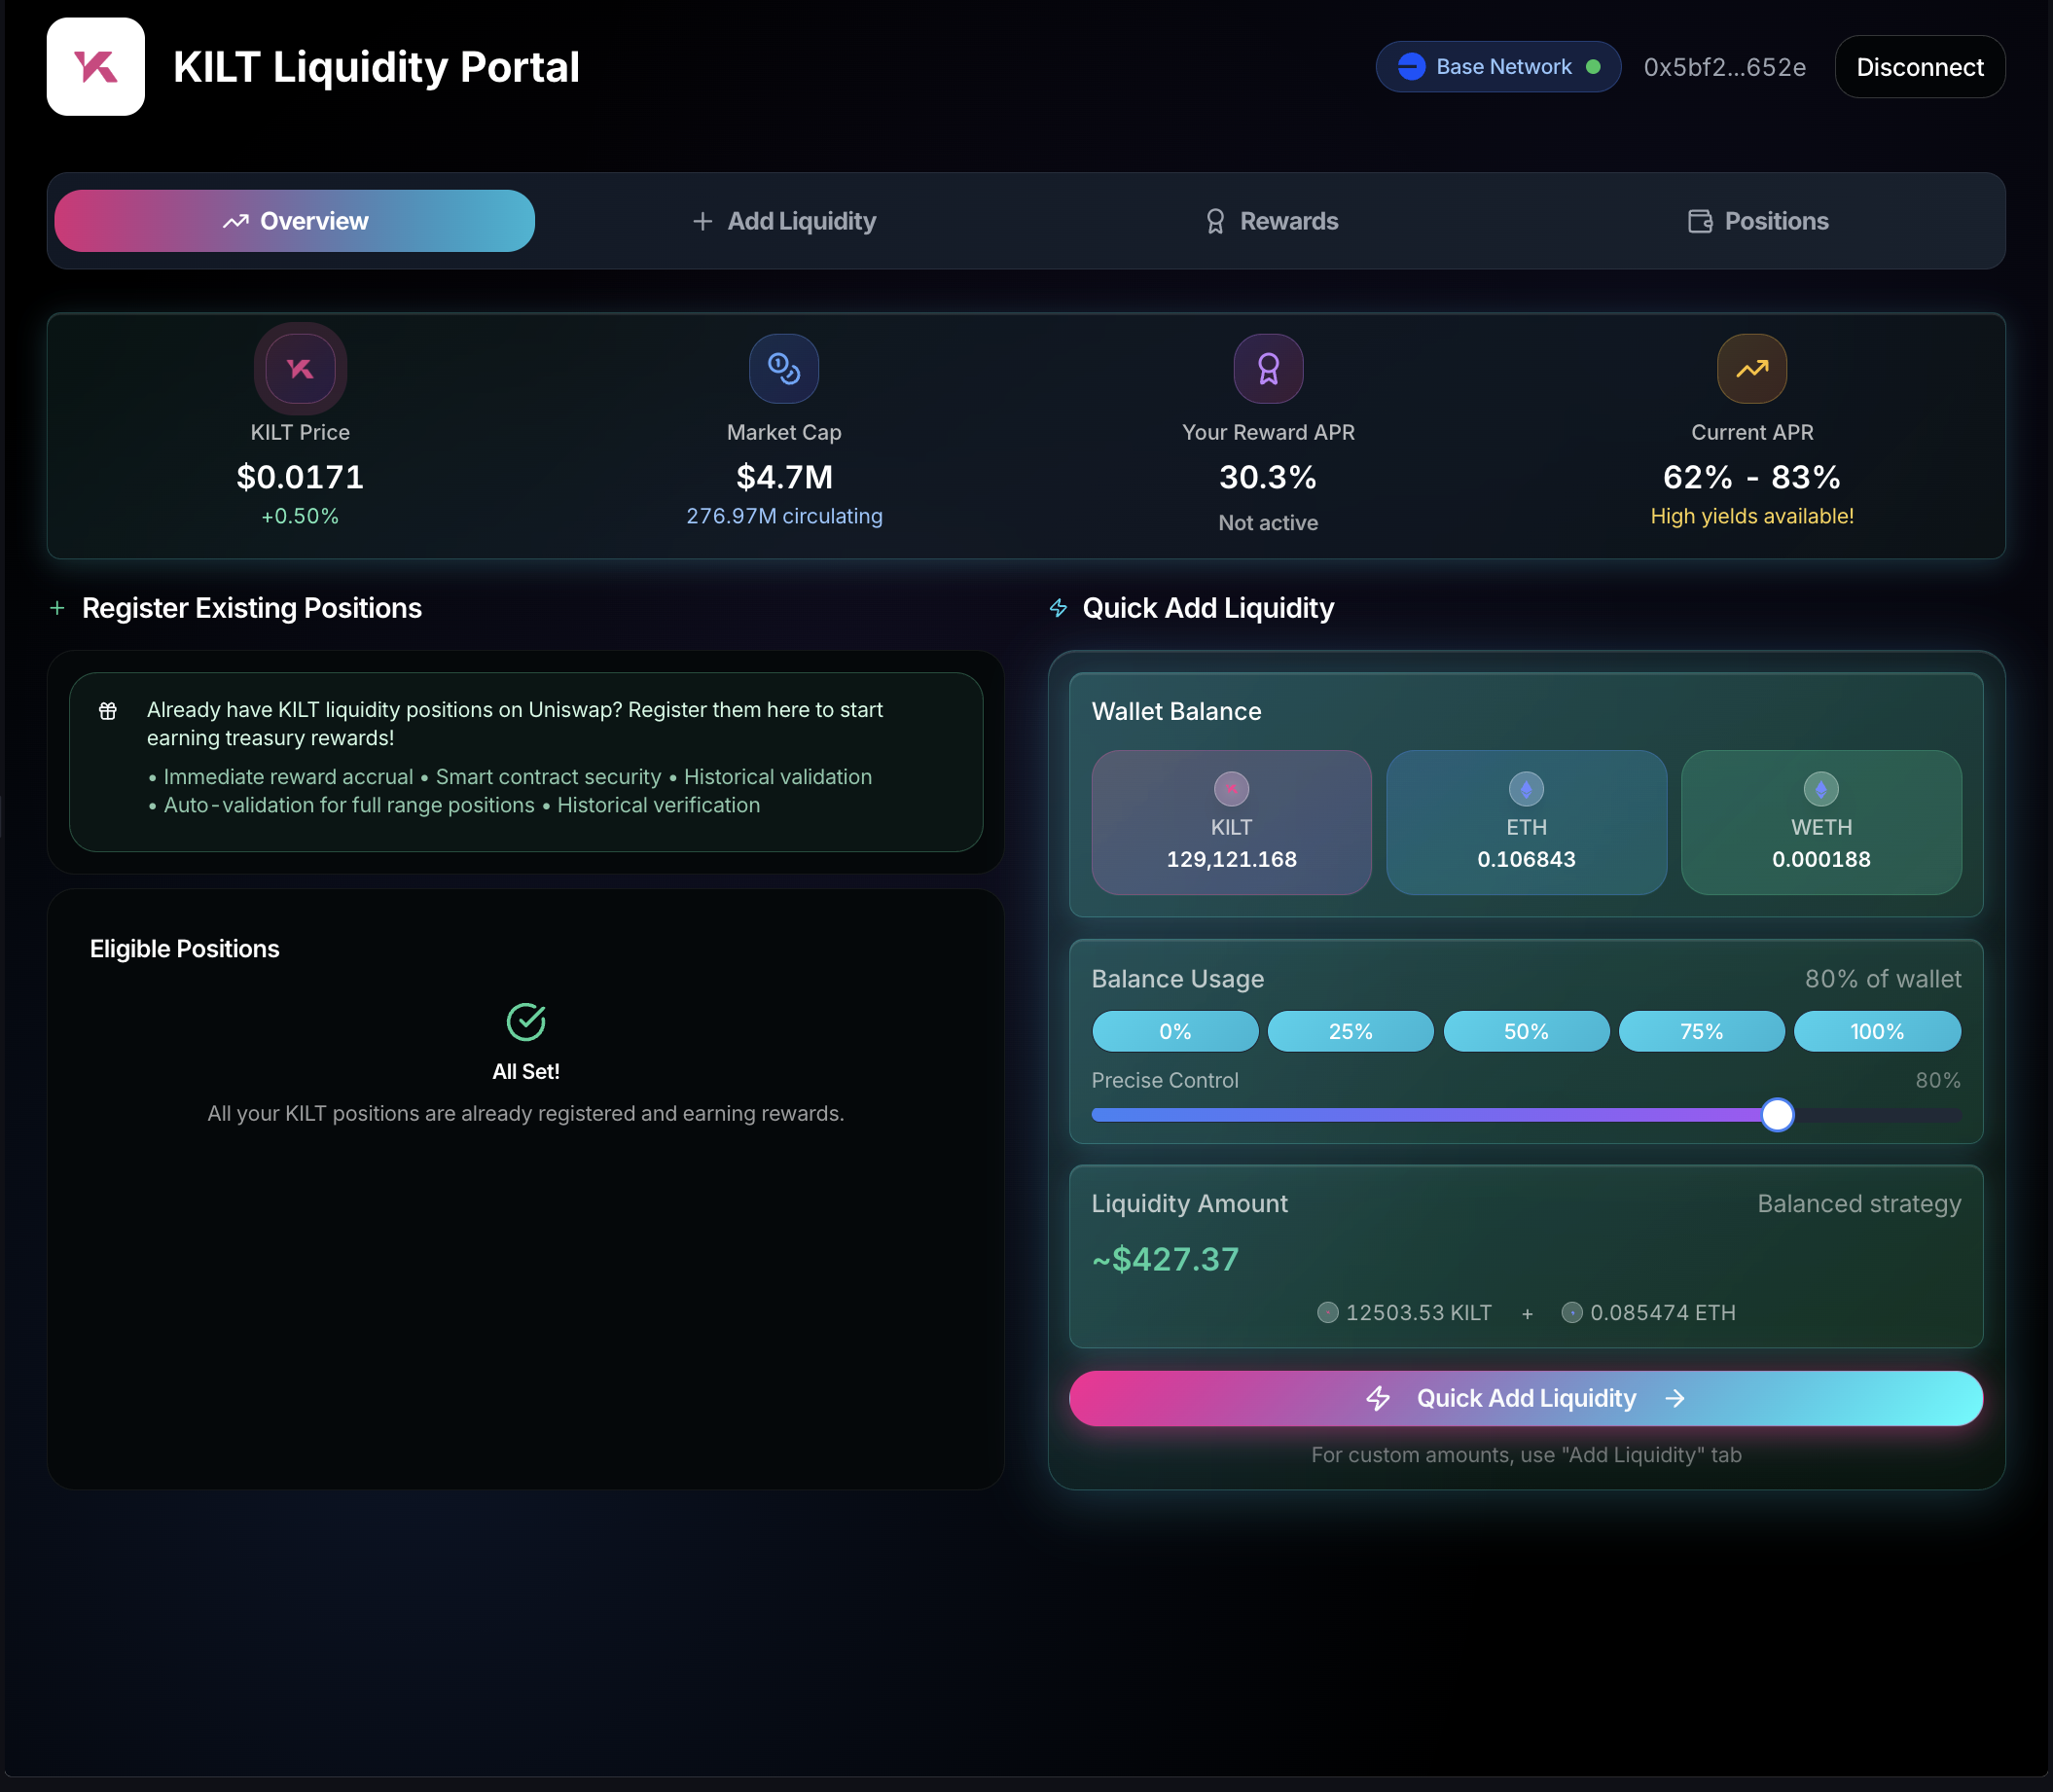 KILT Liquidity Portal
Base Network
0x5bf2...652e
Disconnect
Overview
Add Liquidity
Rewards
Positions
KILT Price
$0.0171
+0.50%
Market Cap
$4.7M
276.97M circulating
Your Reward APR
30.3%
Not active
Current APR
62% - 83%
High yields available!
Register Existing Positions
Already have KILT liquidity positions on Uniswap? Register them here to start
earning treasury rewards!
• Immediate reward accrual • Smart contract security • Historical validation
• Auto-validation for full range positions • Historical verification
Eligible Positions
All Set!
All your KILT positions are already registered and earning rewards.
Quick Add Liquidity
Wallet Balance
KILT
129,121.168
ETH
0.106843
WETH
0.000188
Balance Usage
80% of wallet
0%
25%
50%
75%
100%
Precise Control
80%
Liquidity Amount
Balanced strategy
~$427.37
12503.53 KILT + 0.085474 ETH
Quick Add Liquidity
For custom amounts, use "Add Liquidity" tab